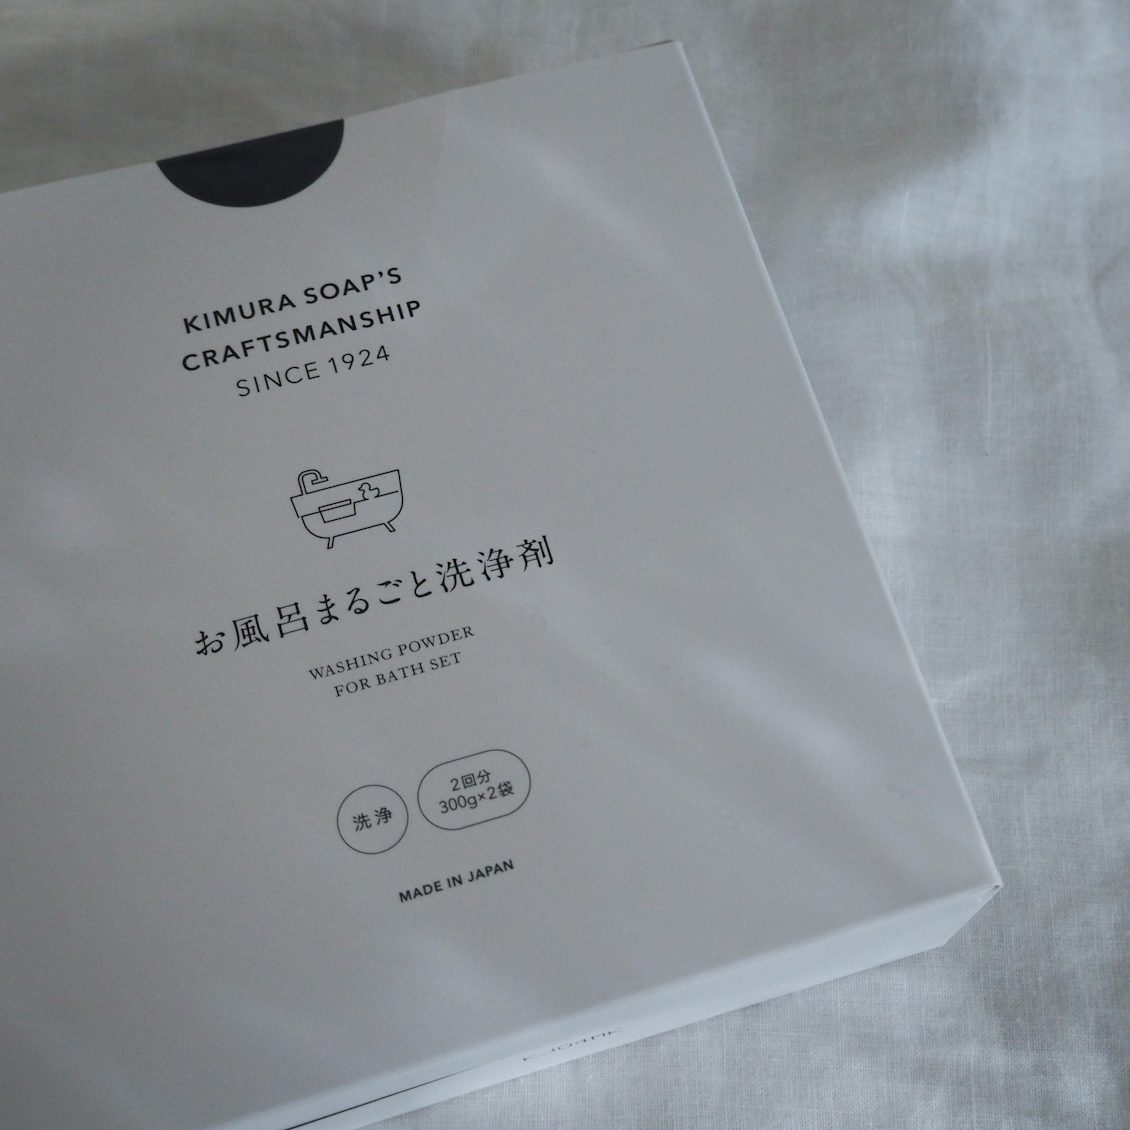 KIMURA SOAP'S
CRAFTSMANSHIP
SINCE 1924
お風呂まるごと洗浄剤
WASHING POWDER
FOR BATH SET
洗浄
2回分
300g×2袋
MADE IN JAPAN